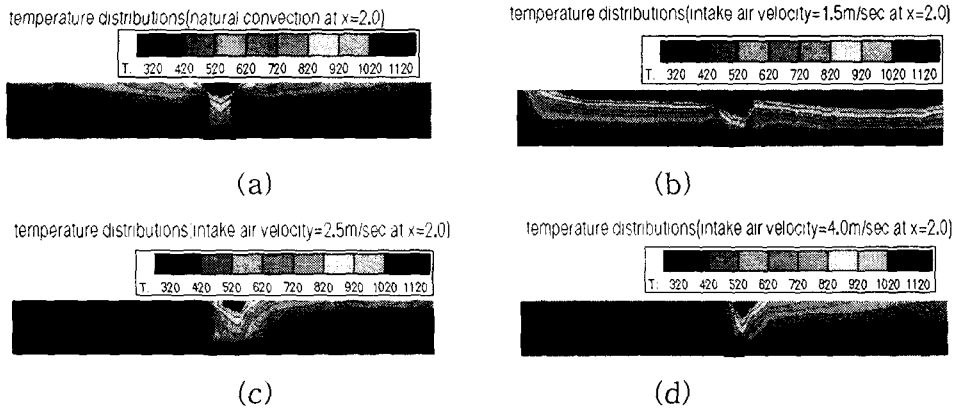 temperature distributions(natural convection at x=2.0)
T. 320 420 520 620 720 820 920 1020 1120
(a)
temperature distributions(intake air velocity=1.5m/sec at x=2.0)
T. 320 420 520 620 720 820 920 1020 1120
(b)
temperature distributions(intake air velocity=2.5m/sec at x=2.0)
T. 320 420 520 620 720 820 920 1020 1120
(c)
temperature distributions(intake air velocity=4.0m/sec at x=2.0)
T. 320 420 520 620 720 820 920 1020 1120
(d)